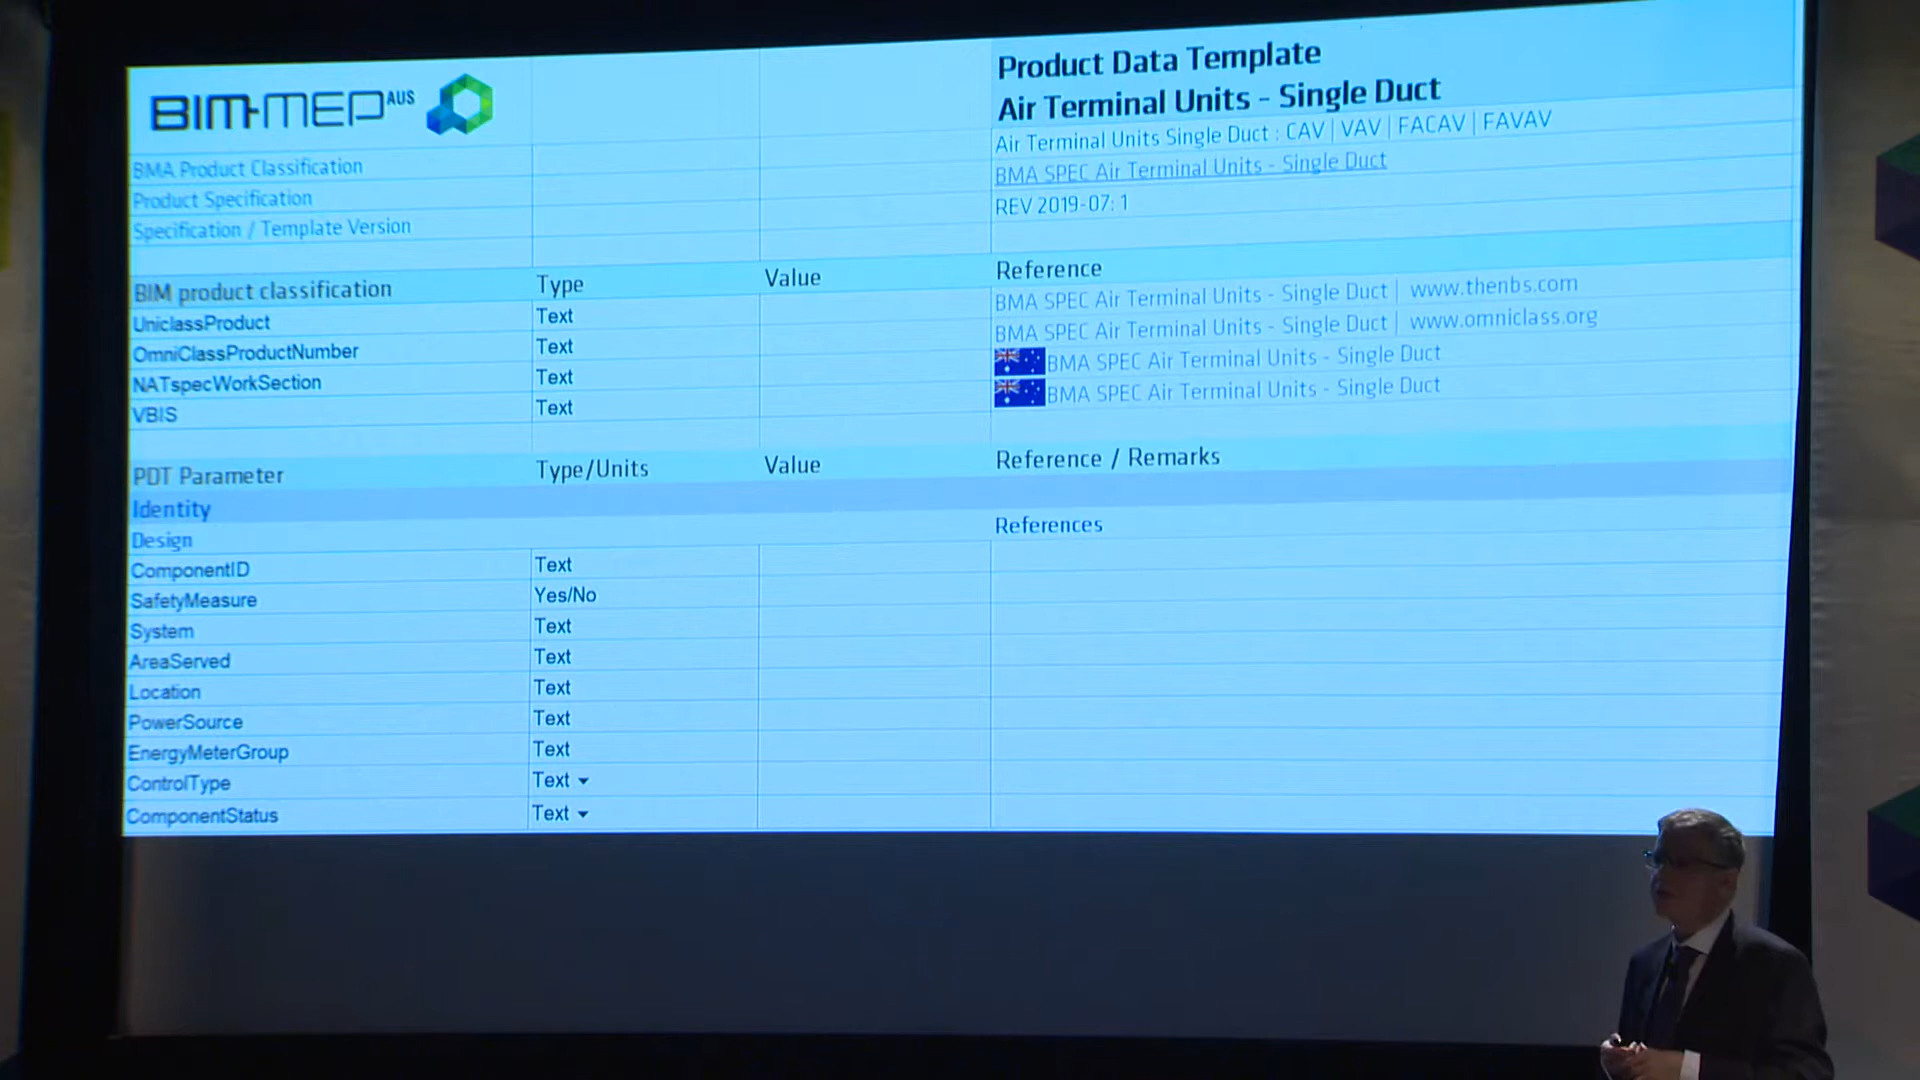 BIM-MEP AUS
Product Data Template
Air Terminal Units - Single Duct
BMA Product Classification Air Terminal Units Single Duct : CAV | VAV | FACAV | FAVAV
Product Specification BMA SPEC Air Terminal Units - Single Duct
Specification / Template Version REV 2019-07: 1
BIM product classification Type Value Reference
UniclassProduct Text BMA SPEC Air Terminal Units - Single Duct | www.thenbs.com
OmniClassProductNumber Text BMA SPEC Air Terminal Units - Single Duct | www.omniclass.org
NATspecWorkSection Text BMA SPEC Air Terminal Units - Single Duct
VBIS Text BMA SPEC Air Terminal Units - Single Duct
PDT Parameter Type/Units Value Reference / Remarks
Identity
Design References
ComponentID Text
SafetyMeasure Yes/No
System Text
AreaServed Text
Location Text
PowerSource Text
EnergyMeterGroup Text
ControlType Text
ComponentStatus Text